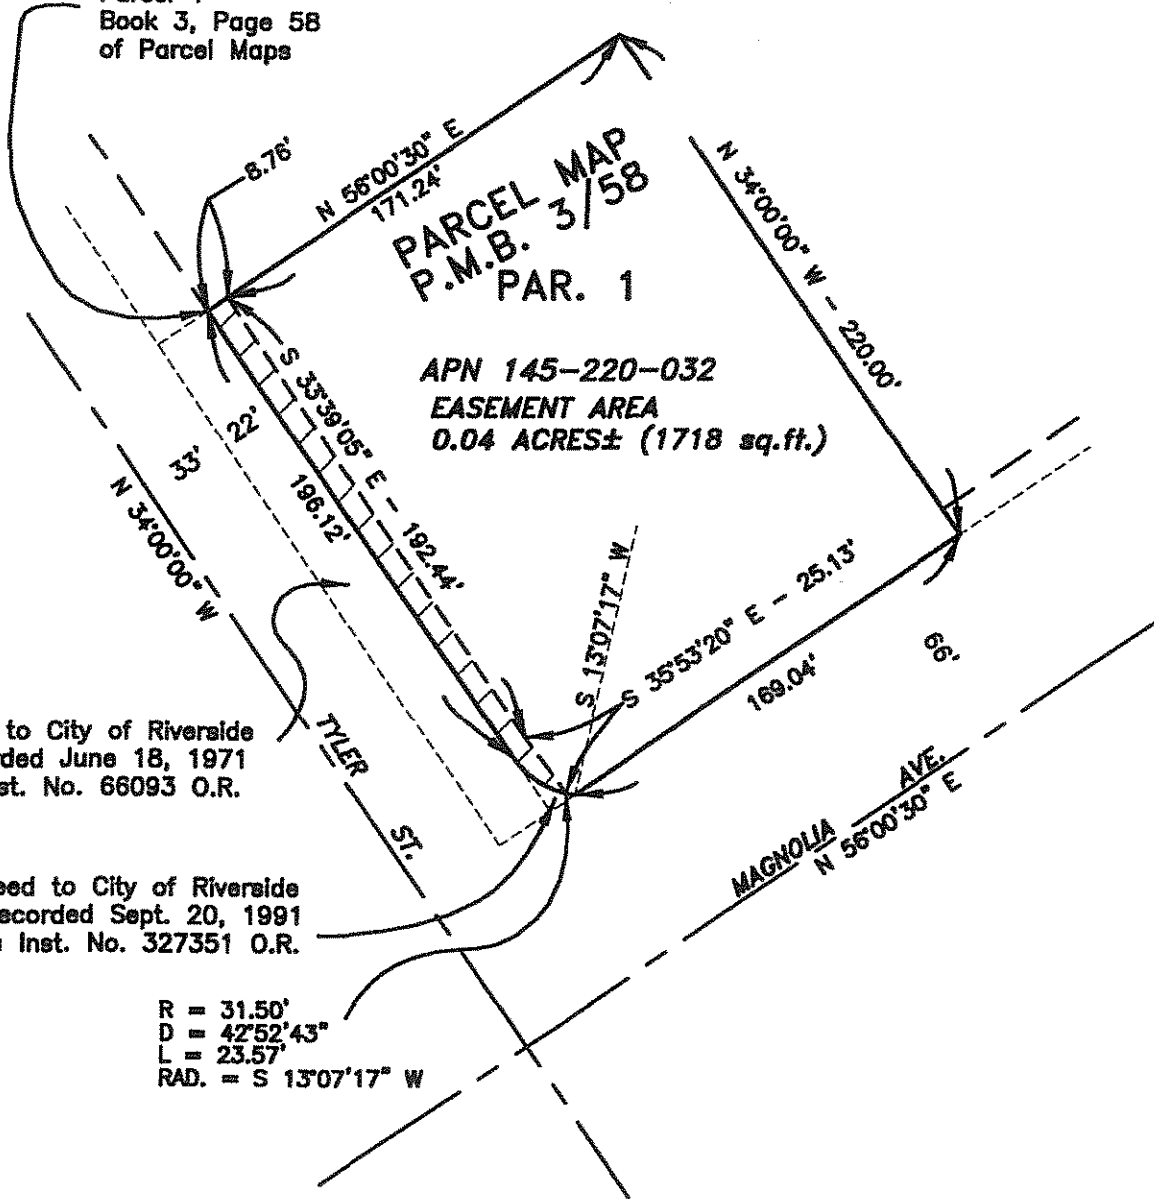 Book 3, Page 58
of Parcel Maps
8.76'
N 56°00'30" E
171.24'
PARCEL MAP
P.M.B. 3/58
PAR. 1
N 34°00'00" W - 220.00'
APN 145-220-032
EASEMENT AREA
0.04 ACRES± (1718 sq.ft.)
S 33°39'05" E - 192.44'
22'
33'
196.12'
N 34°00'00" W
S 13°07'17" W
S 35°53'20" E - 25.13'
169.04'
66'
to City of Riverside
June 18, 1971
No. 66093 O.R.
TYLER ST.
MAGNOLIA AVE.
N 56°00'30" E
to City of Riverside
Sept. 20, 1991
Inst. No. 327351 O.R.
R = 31.50'
D = 42°52'43"
L = 23.57'
RAD. = S 13°07'17" W